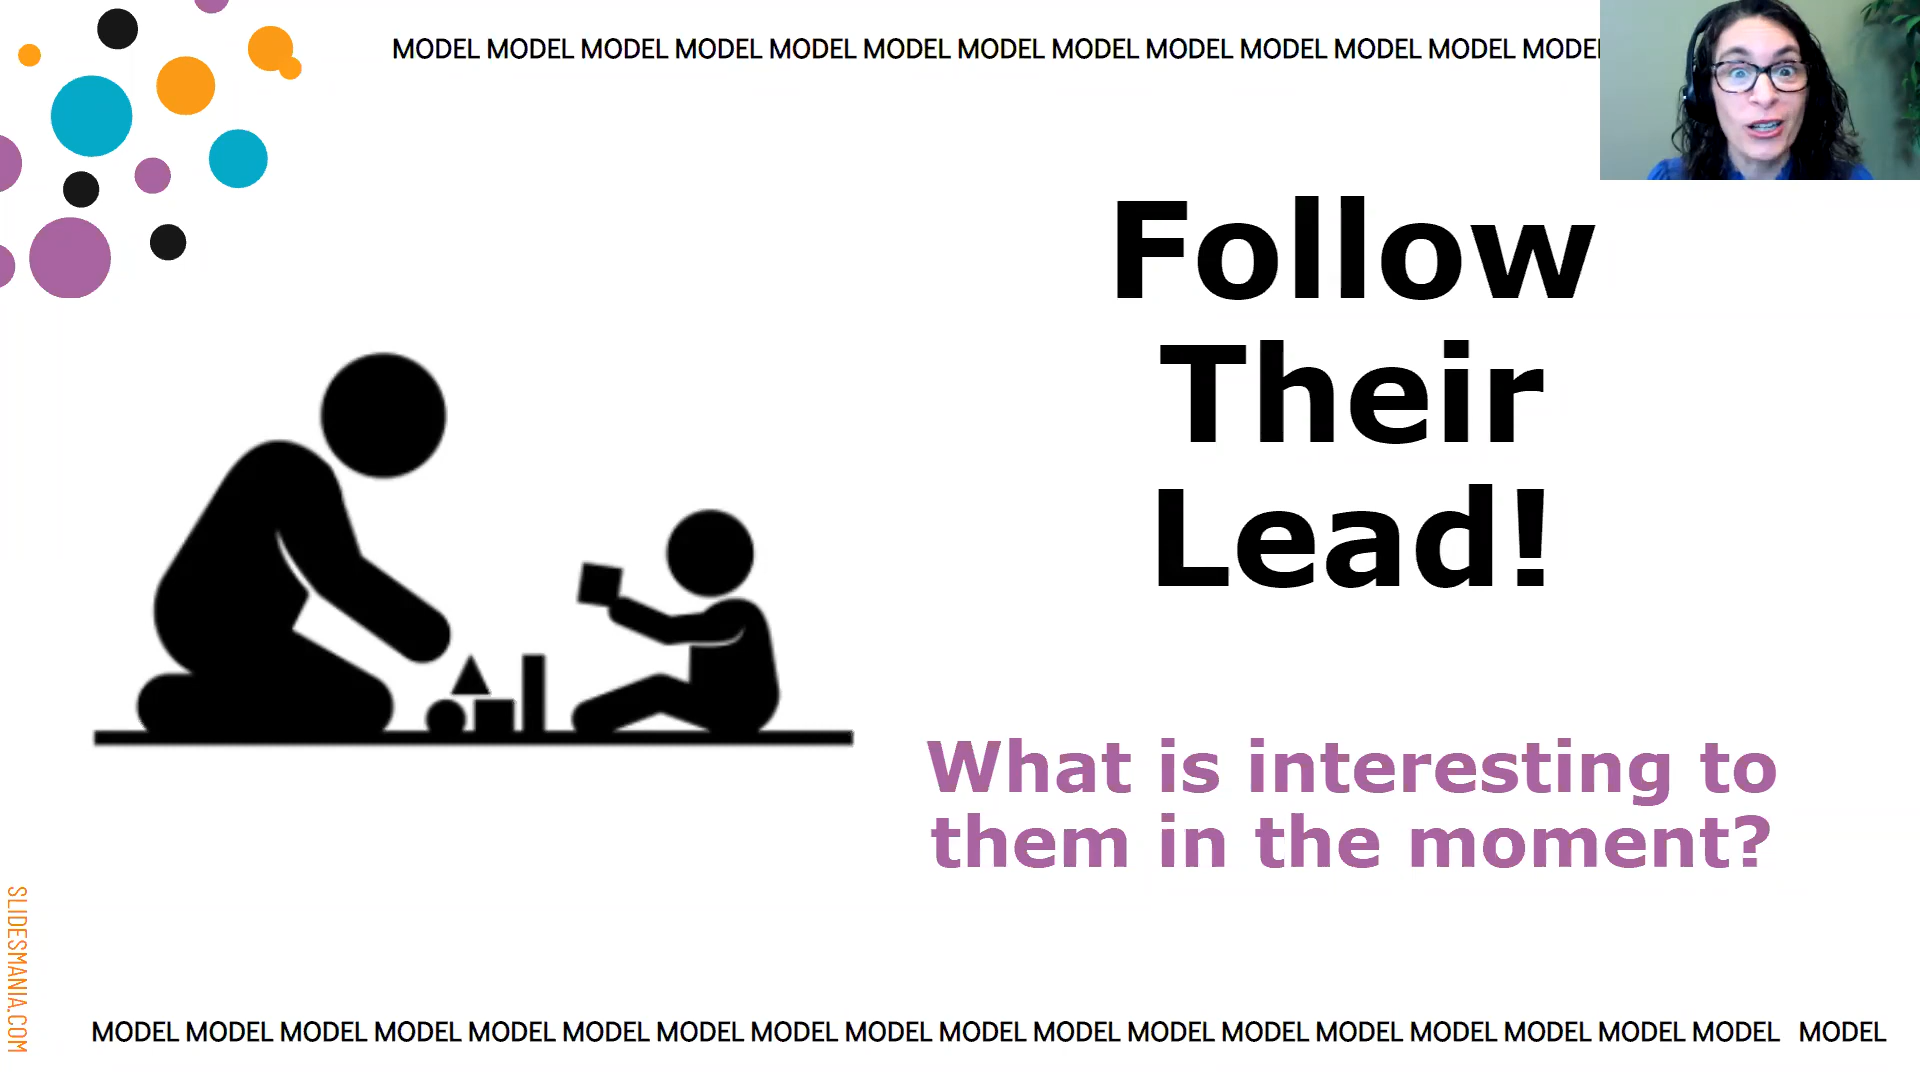 MODEL MODEL MODEL MODEL MODEL MODEL MODEL MODEL MODEL MODEL MODEL MODEL MODEL
Follow
Their
Lead!
What is interesting to
them in the moment?
SLIDESMANIA.COM
MODEL MODEL MODEL MODEL MODEL MODEL MODEL MODEL MODEL MODEL MODEL MODEL MODEL MODEL MODEL MODEL MODEL MODEL MODEL